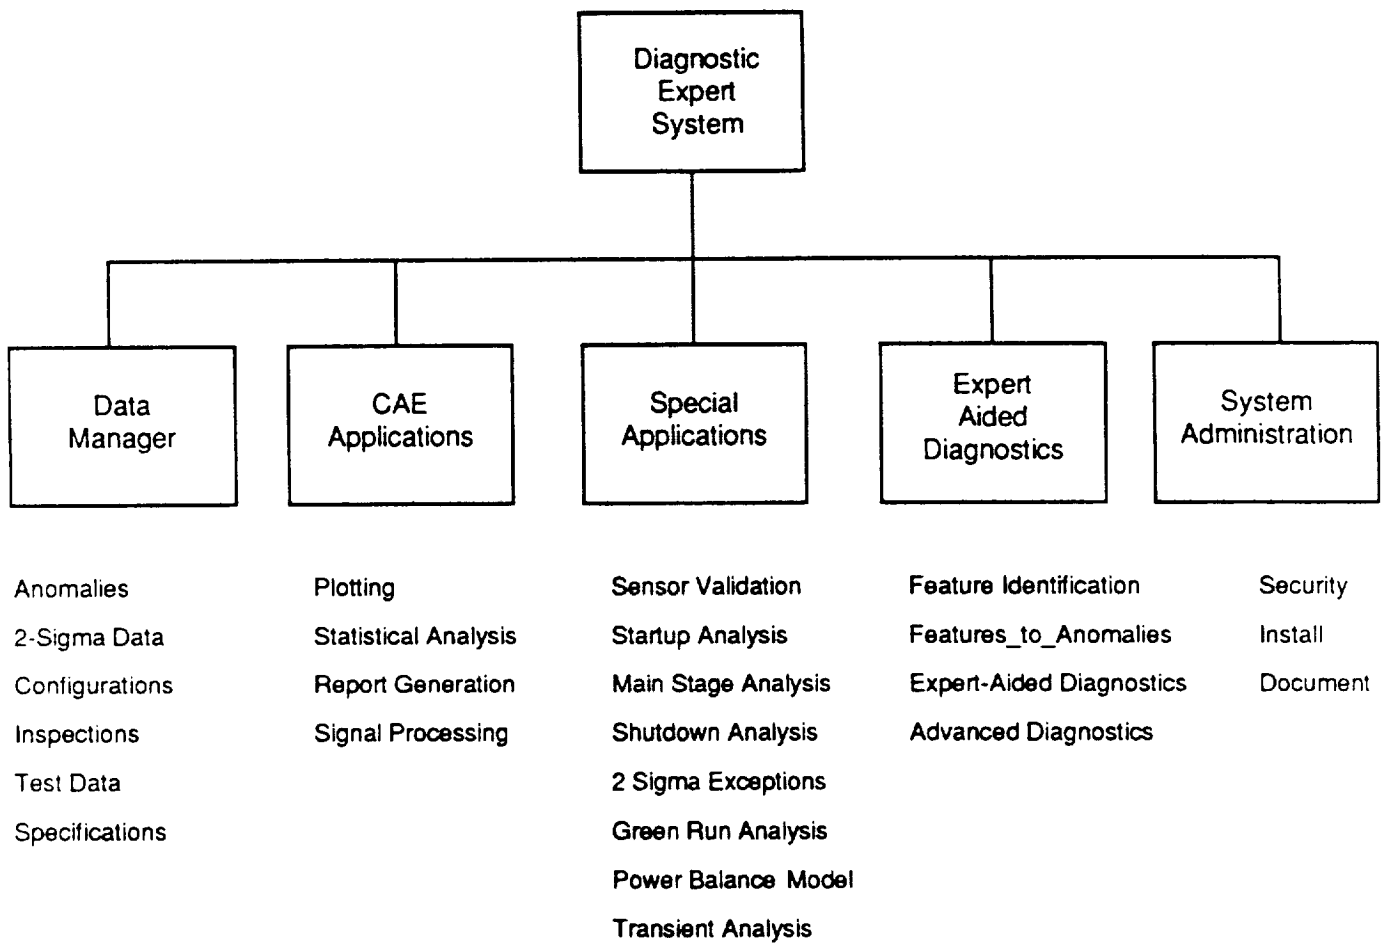 Diagnostic
Expert
System
Data
Manager
CAE
Applications
Special
Applications
Expert
Aided
Diagnostics
System
Administration
Anomalies
2-Sigma Data
Configurations
Inspections
Test Data
Specifications
Plotting
Statistical Analysis
Report Generation
Signal Processing
Sensor Validation
Startup Analysis
Main Stage Analysis
Shutdown Analysis
2 Sigma Exceptions
Green Run Analysis
Power Balance Model
Transient Analysis
Feature Identification
Features_to_Anomalies
Expert-Aided Diagnostics
Advanced Diagnostics
Security
Install
Document